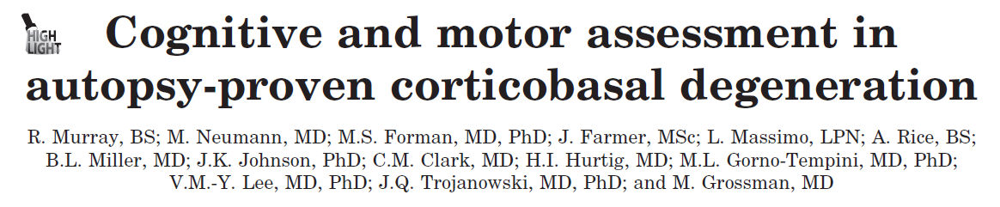 HIGH
LIGHT
Cognitive and motor assessment in
autopsy-proven corticobasal degeneration
R. Murray, BS; M. Neumann, MD; M.S. Forman, MD, PhD; J. Farmer, MSc; L. Massimo, LPN; A. Rice, BS;
B.L. Miller, MD; J.K. Johnson, PhD; C.M. Clark, MD; H.I. Hurtig, MD; M.L. Gorno-Tempini, MD, PhD;
V.M.-Y. Lee, MD, PhD; J.Q. Trojanowski, MD, PhD; and M. Grossman, MD